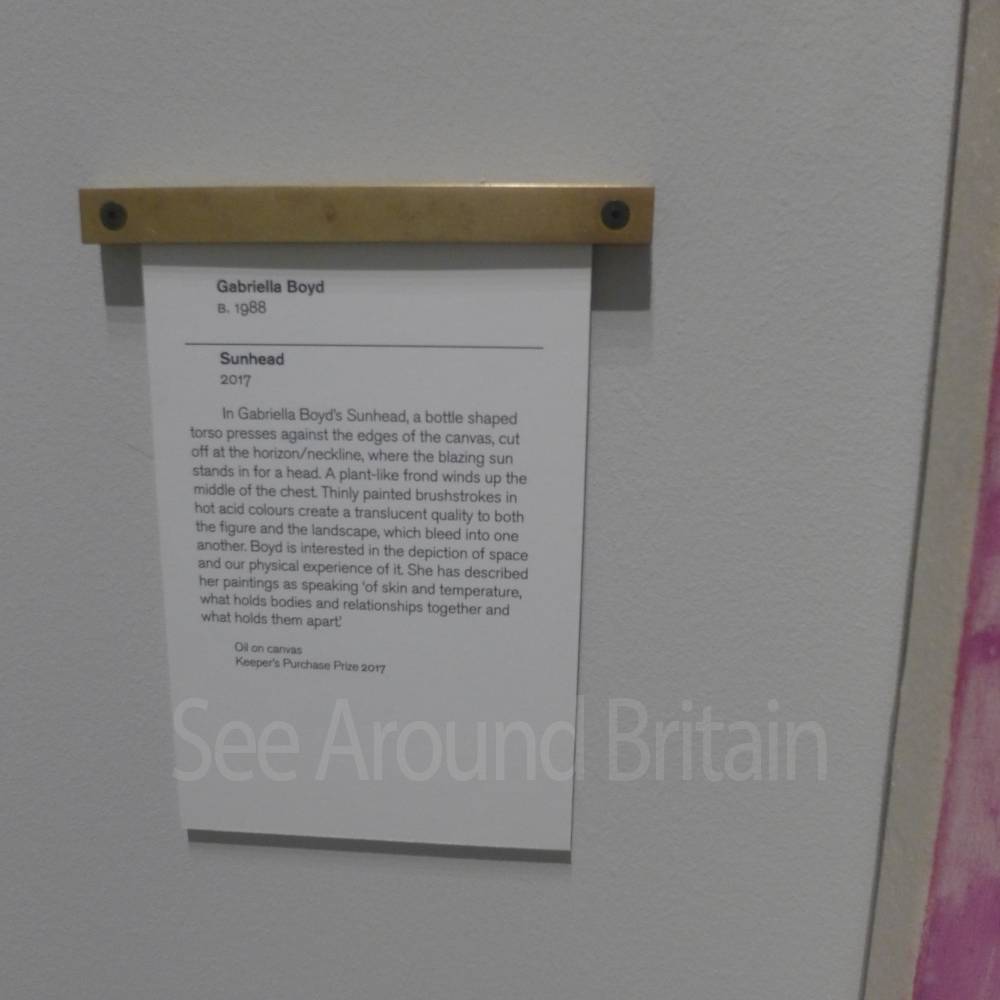 Gabriella Boyd
B. 1988
Sunhead
2017
In Gabriella Boyd's Sunhead, a bottle shaped
torso presses against the edges of the canvas, cut
off at the horizon/neckline, where the blazing sun
stands in for a head. A plant-like frond winds up the
middle of the chest. Thinly painted brushstrokes in
hot acid colours create a translucent quality to both
the figure and the landscape, which bleed into one
another. Boyd is interested in the depiction of space
and our physical experience of it. She has described
her paintings as speaking 'of skin and temperature,
what holds bodies and relationships together and
what holds them apart.'
Oil on canvas
Keeper's Purchase Prize 2017
See Around Britain